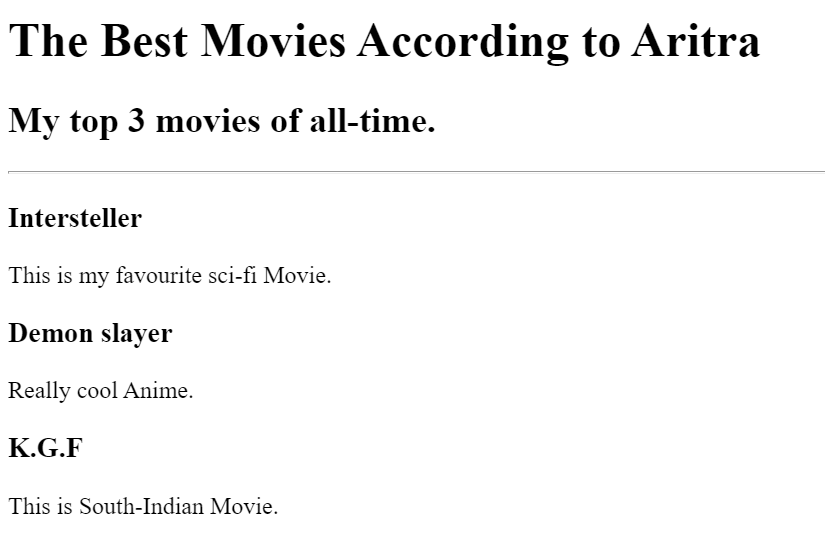 The Best Movies According to Aritra
My top 3 movies of all-time.
Intersteller
This is my favourite sci-fi Movie.
Demon slayer
Really cool Anime.
K.G.F
This is South-Indian Movie.